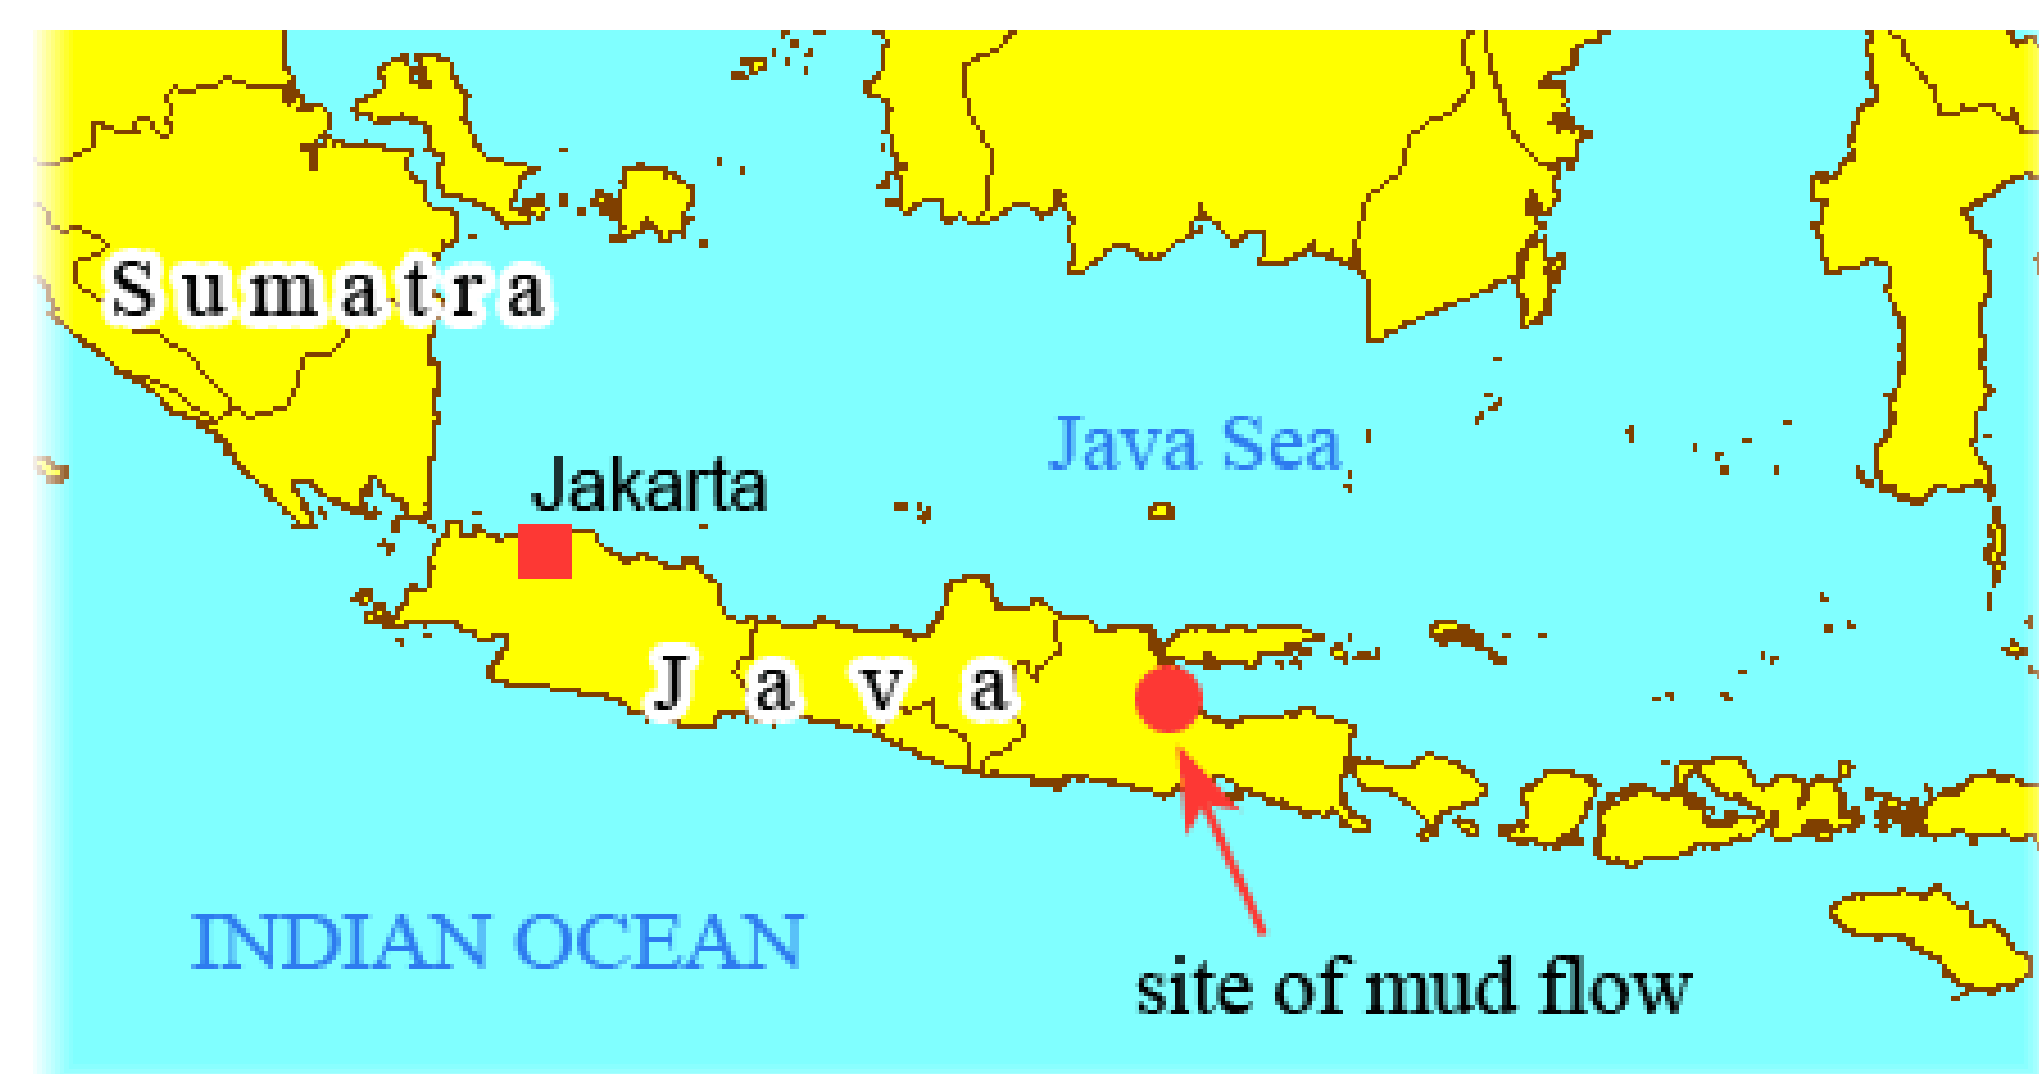 Sumatra
Java Sea
Jakarta
Java
INDIAN OCEAN
site of mud flow